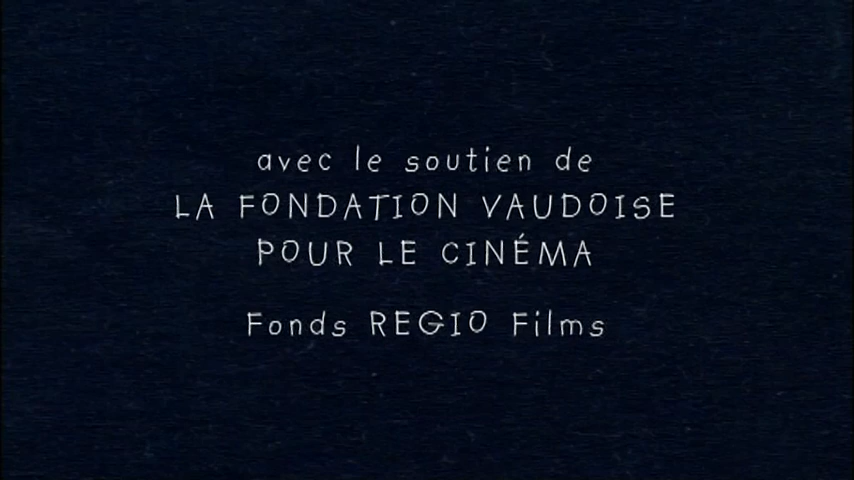 avec le soutien de
LA FONDATION VAUDOISE
POUR LE CINÉMA
Fonds REGIO Films